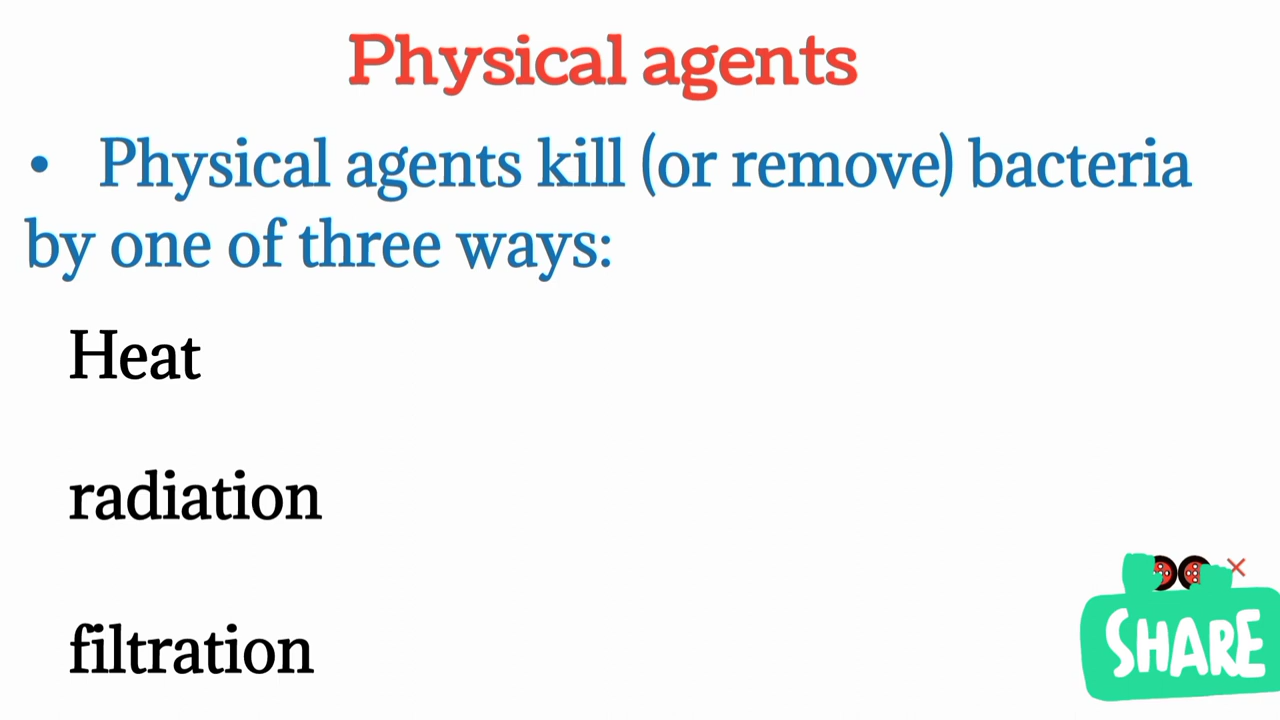 Physical agents
• Physical agents kill (or remove) bacteria
by one of three ways:
Heat
radiation
filtration
SHARE